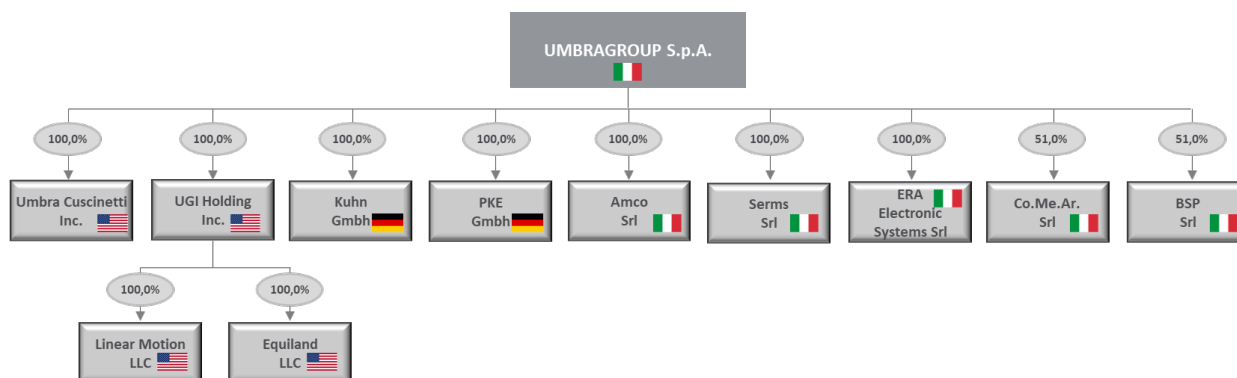 UMBRAGROUP S.p.A.
100,0%
100,0%
100,0%
100,0%
100,0%
100,0%
100,0%
51,0%
51,0%
Umbra Cuscinetti
Inc.
UGI Holding
Inc.
Kuhn
Gmbh
PKE
Gmbh
Amco
Srl
Serms
Srl
ERA
Electronic
Systems Srl
Co.Me.Ar.
Srl
BSP
Srl
100,0%
100,0%
Linear Motion
LLC
Equiland
LLC